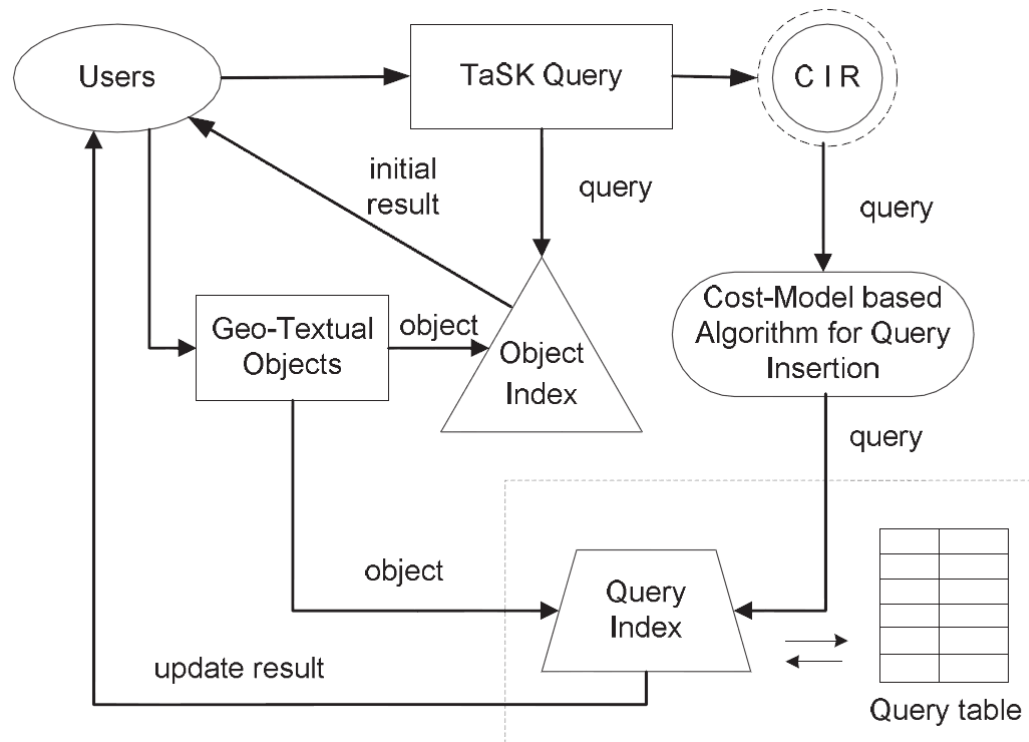 Users
TaSK Query
C I R
initial
result
query
query
Geo-Textual
Objects
object
Object
Index
Cost-Model based
Algorithm for Query
Insertion
query
object
Query
Index
update result
Query table